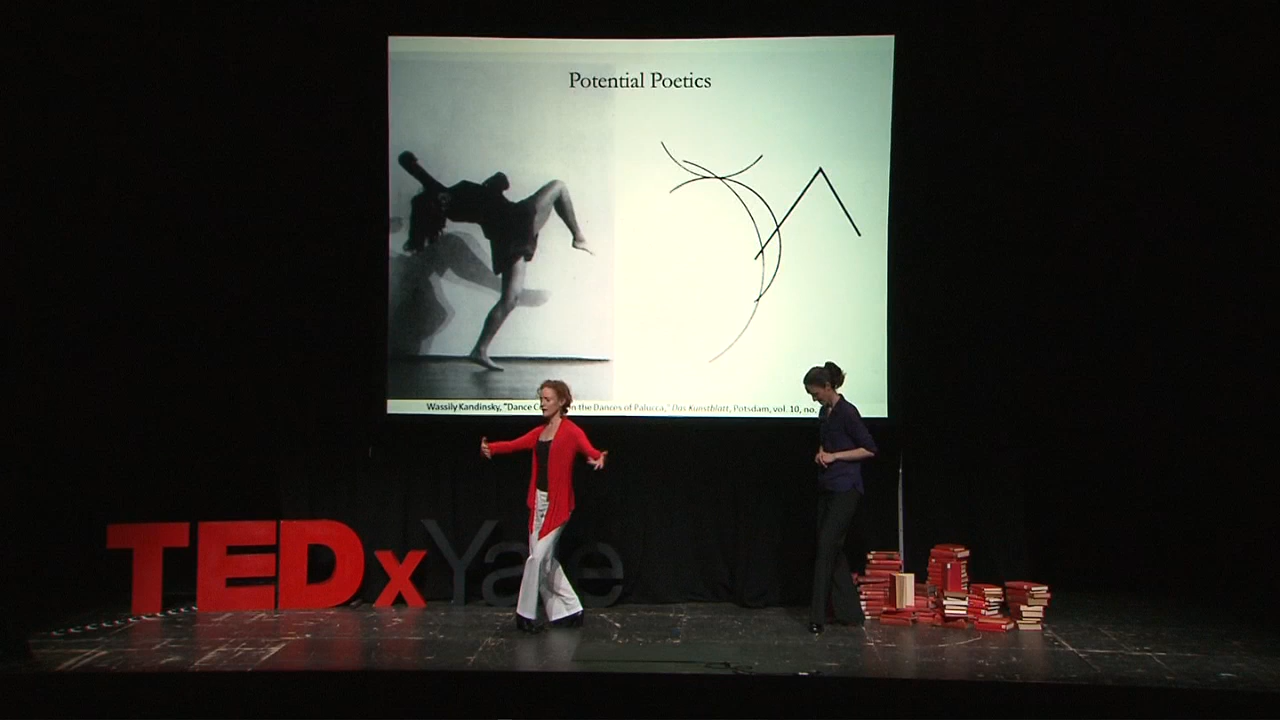 Potential Poetics
Wassily Kandinsky, "Dance C n the Dances of Palucca," Das Kunstblatt, Potsdam, vol. 10, no.
TEDxYale